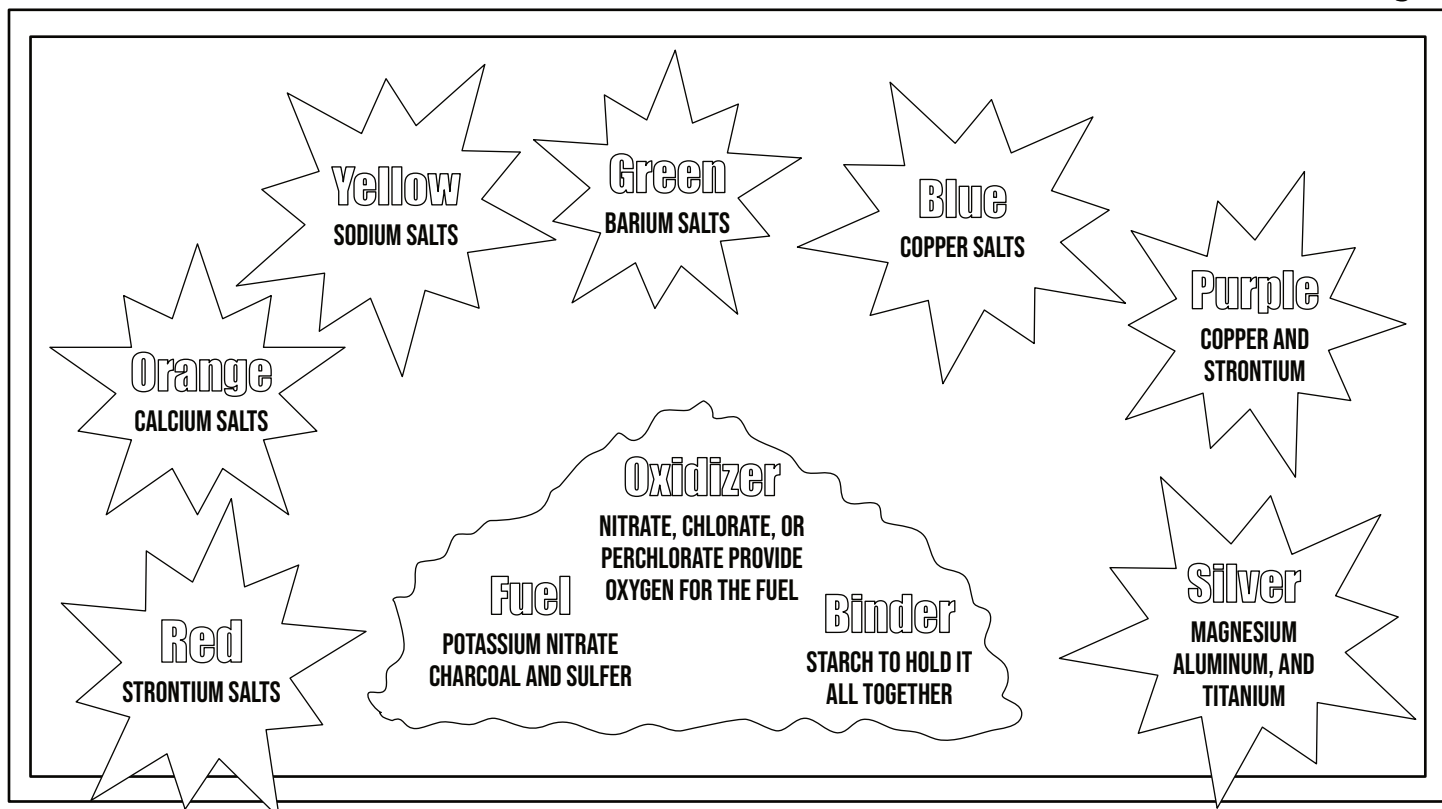 Yellow
SODIUM SALTS
Green
BARIUM SALTS
Blue
COPPER SALTS
Purple
COPPER AND
STRONTIUM
Orange
CALCIUM SALTS
Red
STRONTIUM SALTS
Oxidizer
NITRATE, CHLORATE, OR
PERCHLORATE PROVIDE
OXYGEN FOR THE FUEL
Fuel
POTASSIUM NITRATE
CHARCOAL AND SULFER
Binder
STARCH TO HOLD IT
ALL TOGETHER
Silver
MAGNESIUM
ALUMINUM, AND
TITANIUM